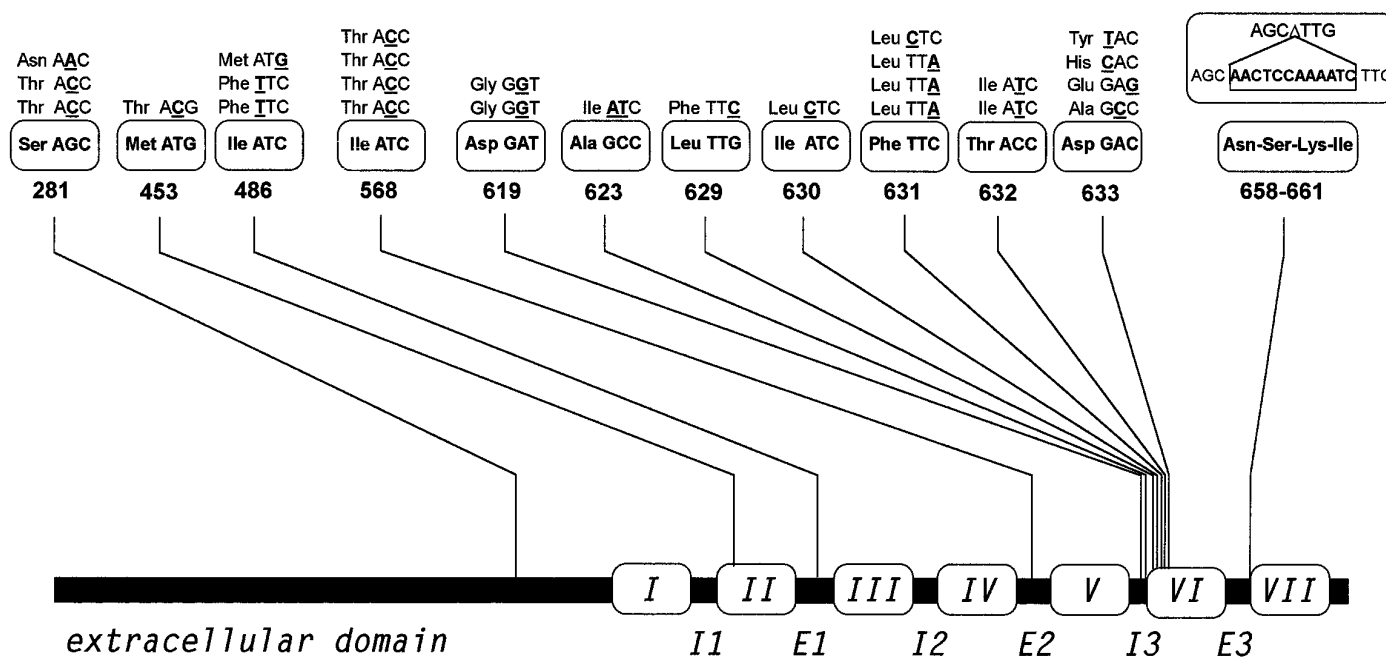 Thr ACC Leu CTC Tyr TAC AGCΔTTG
Asn AAC Met ATG Thr ACC Leu TTA His CAC
Thr ACC Phe TTC Thr ACC Gly GGT Leu TTA Ile ATC Glu GAG AGC AACTCCAAAATC TTC
Thr ACC Thr ACG Phe TTC Thr ACC Gly GGT Ile ATC Phe TTC Leu CTC Leu TTA Ile ATC Ala GCC
Ser AGC Met ATG Ile ATC Ile ATC Asp GAT Ala GCC Leu TTG Ile ATC Phe TTC Thr ACC Asp GAC Asn-Ser-Lys-Ile
281 453 486 568 619 623 629 630 631 632 633 658-661
I II III IV V VI VII
extracellular domain I1 E1 I2 E2 I3 E3